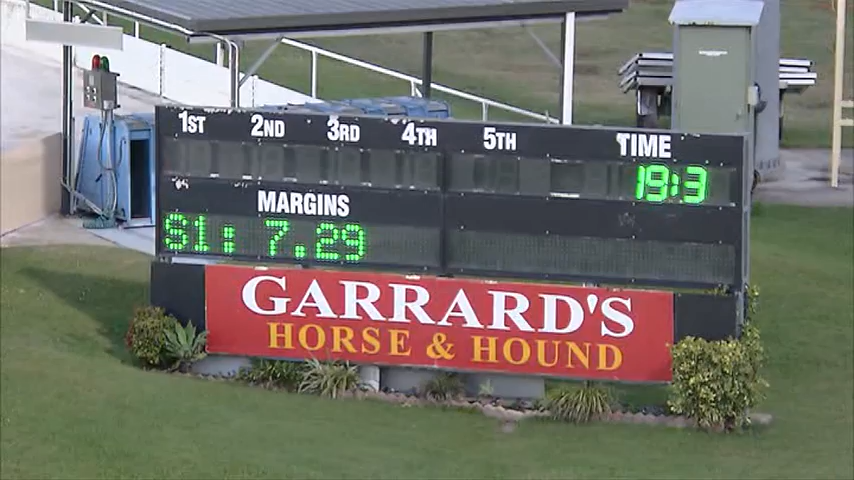 1ST 2ND 3RD 4TH 5TH TIME
19:3
MARGINS
S1: 7.29
GARRARD'S
HORSE & HOUND